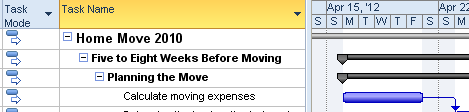 Task Mode
Task Name
Apr 15, '12
Apr 22
S S M T W T F S S M
Home Move 2010
Five to Eight Weeks Before Moving
Planning the Move
Calculate moving expenses